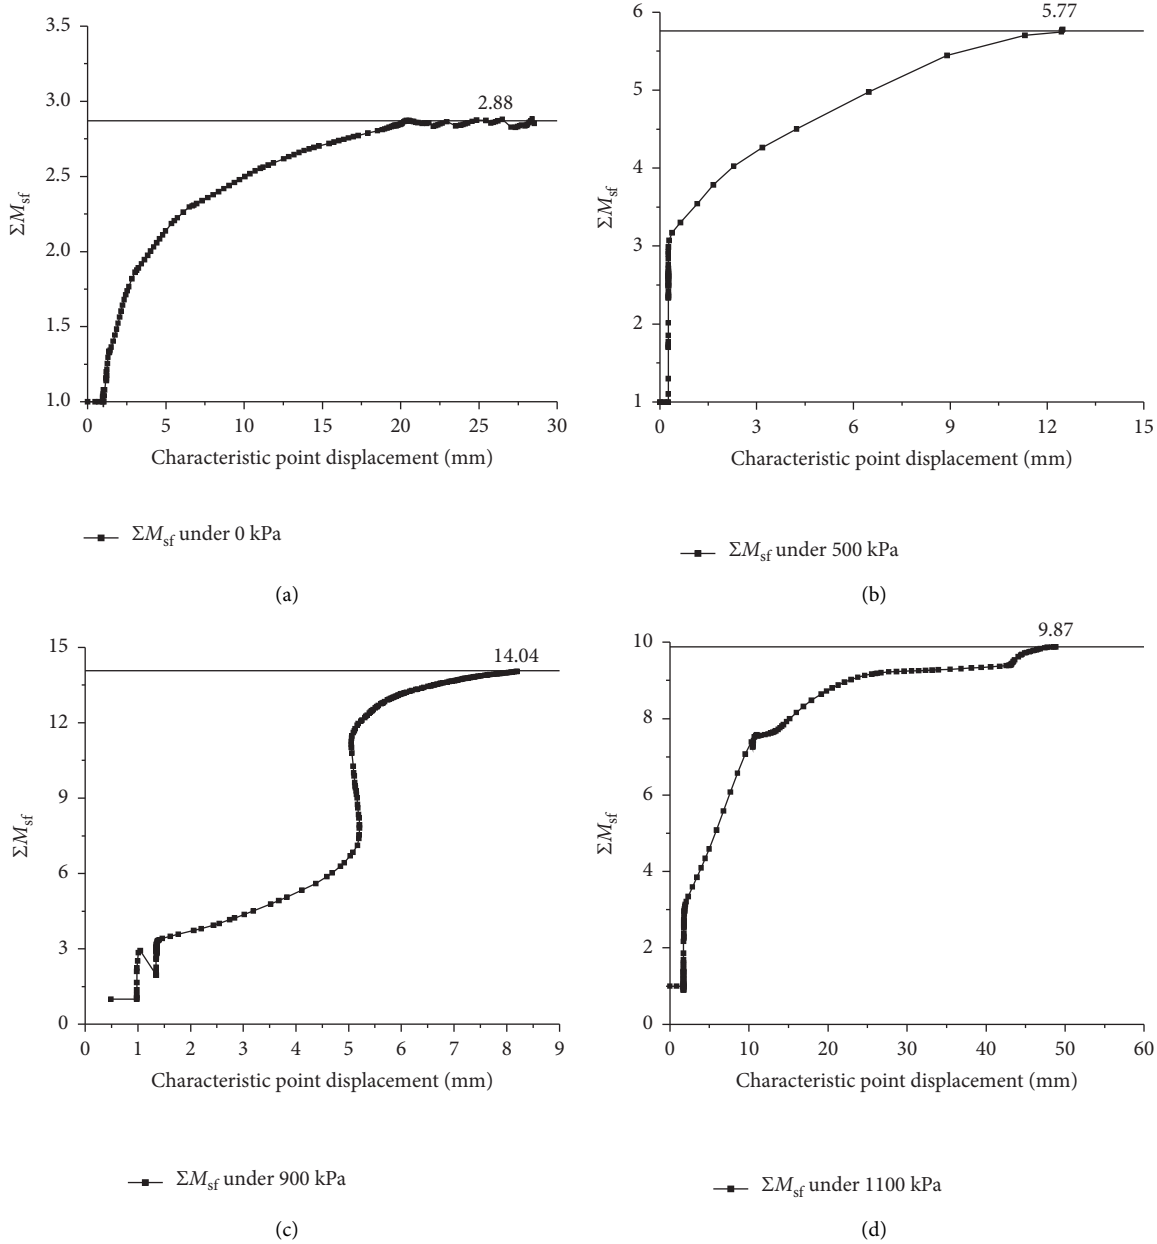 3.5
3.0
2.5
2.0
1.5
1.0
ΣMsf
2.88
0 5 10 15 20 25 30
Characteristic point displacement (mm)
ΣMsf under 0 kPa
(a)
6
5
4
3
2
1
ΣMsf
5.77
0 3 6 9 12 15
Characteristic point displacement (mm)
ΣMsf under 500 kPa
(b)
15
12
9
6
3
0
ΣMsf
14.04
0 1 2 3 4 5 6 7 8 9
Characteristic point displacement (mm)
ΣMsf under 900 kPa
(c)
10
8
6
4
2
0
ΣMsf
9.87
0 10 20 30 40 50 60
Characteristic point displacement (mm)
ΣMsf under 1100 kPa
(d)